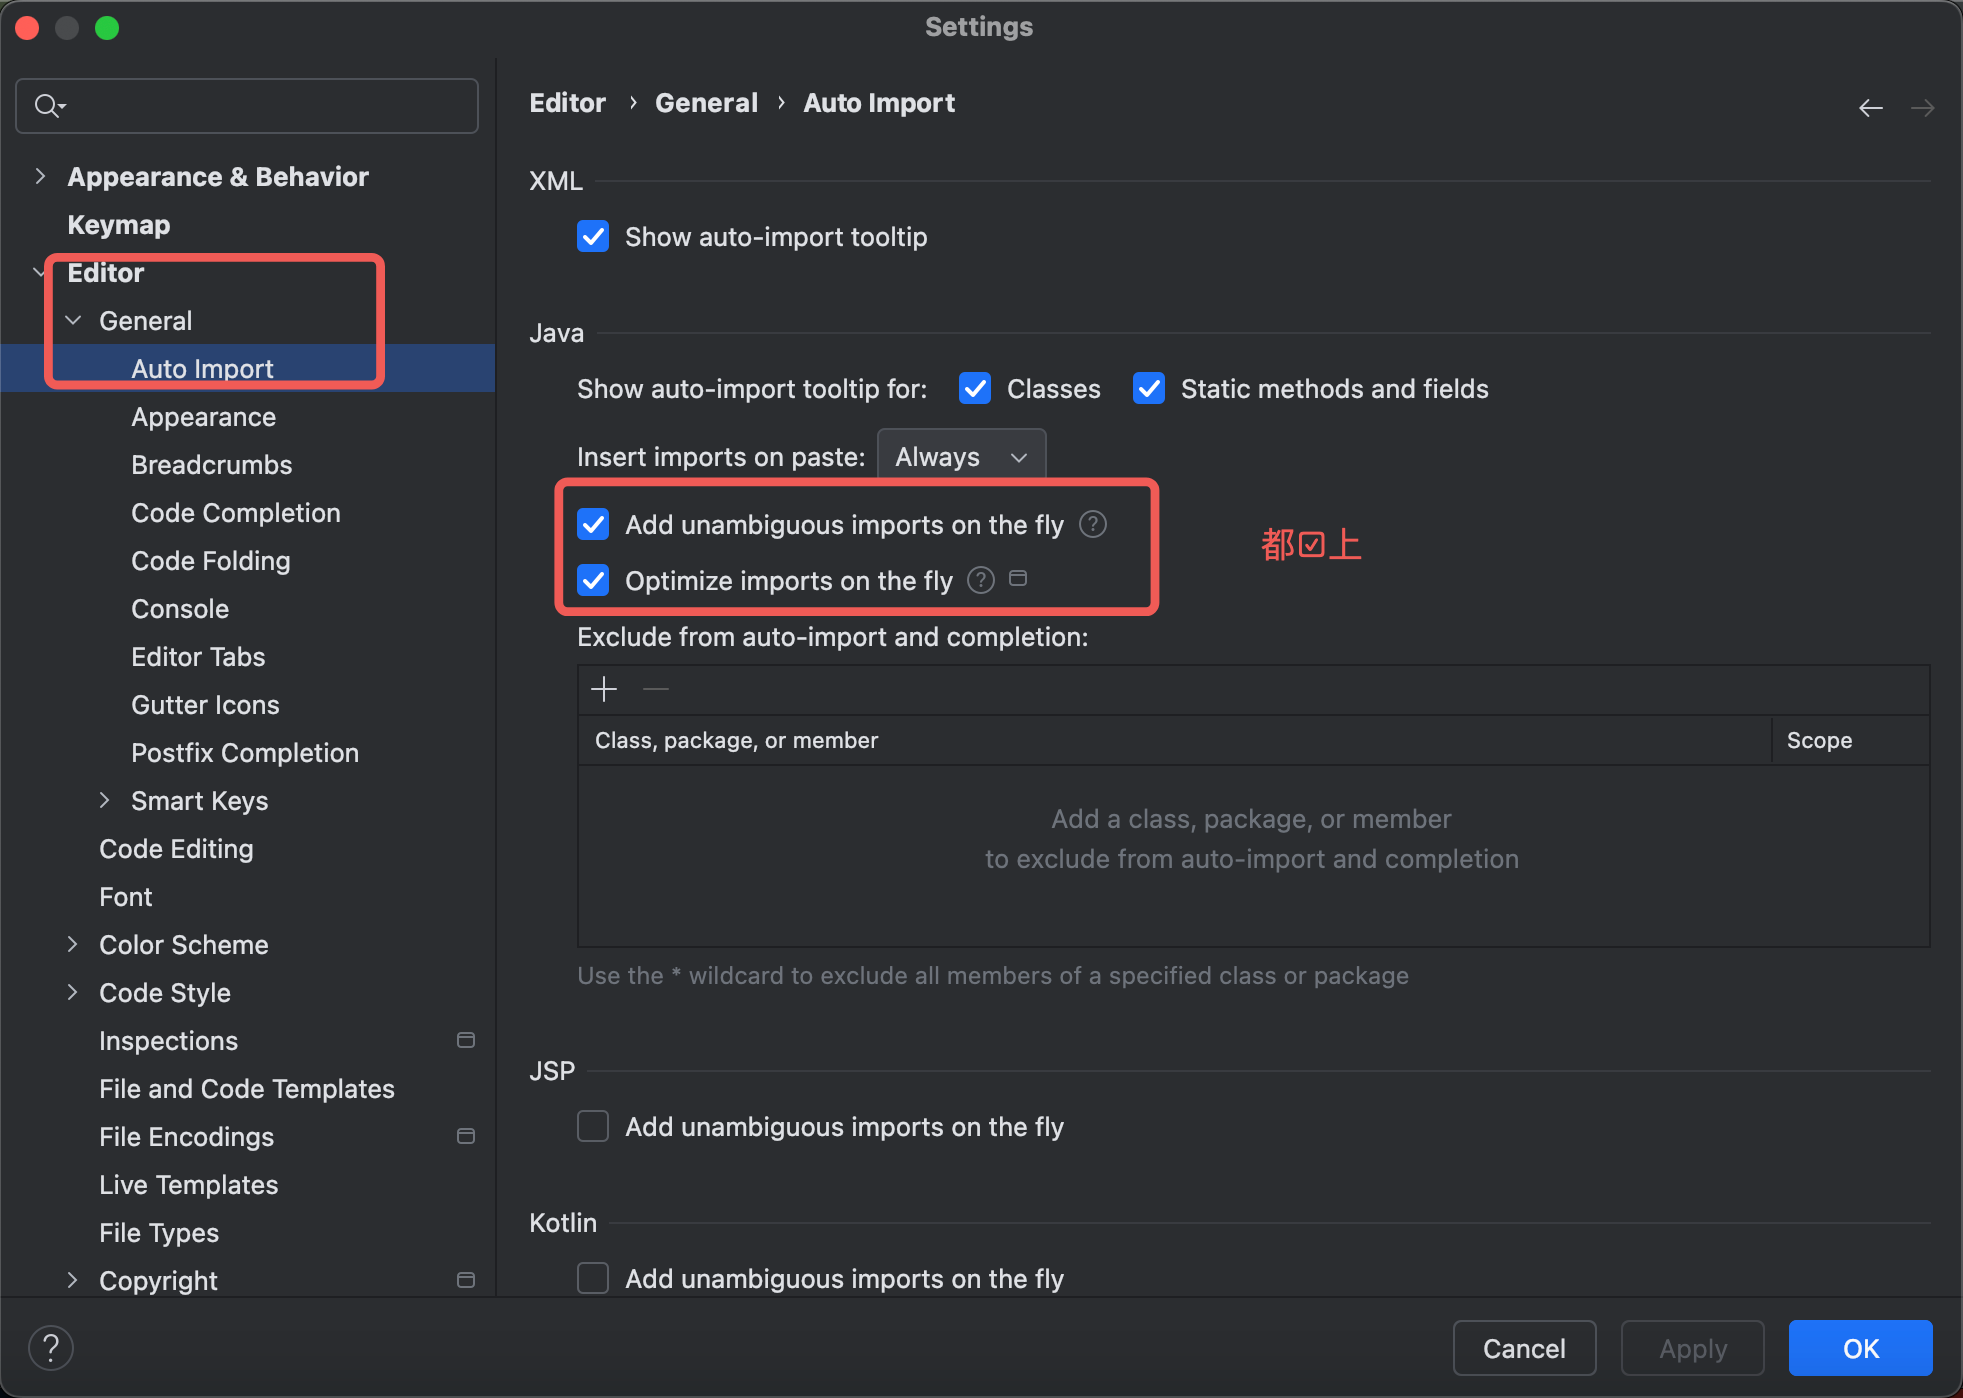 Settings
Appearance & Behavior
Keymap
Editor
General
Auto Import
Appearance
Breadcrumbs
Code Completion
Code Folding
Console
Editor Tabs
Gutter Icons
Postfix Completion
Smart Keys
Code Editing
Font
Color Scheme
Code Style
Inspections
File and Code Templates
File Encodings
Live Templates
File Types
Copyright
Editor › General › Auto Import
XML
Show auto-import tooltip
Java
Show auto-import tooltip for: Classes Static methods and fields
Insert imports on paste: Always
Add unambiguous imports on the fly ?
Optimize imports on the fly ?
都☑上
Exclude from auto-import and completion:
Class, package, or member Scope
Add a class, package, or member
to exclude from auto-import and completion
Use the * wildcard to exclude all members of a specified class or package
JSP
Add unambiguous imports on the fly
Kotlin
Add unambiguous imports on the fly
? Cancel Apply OK